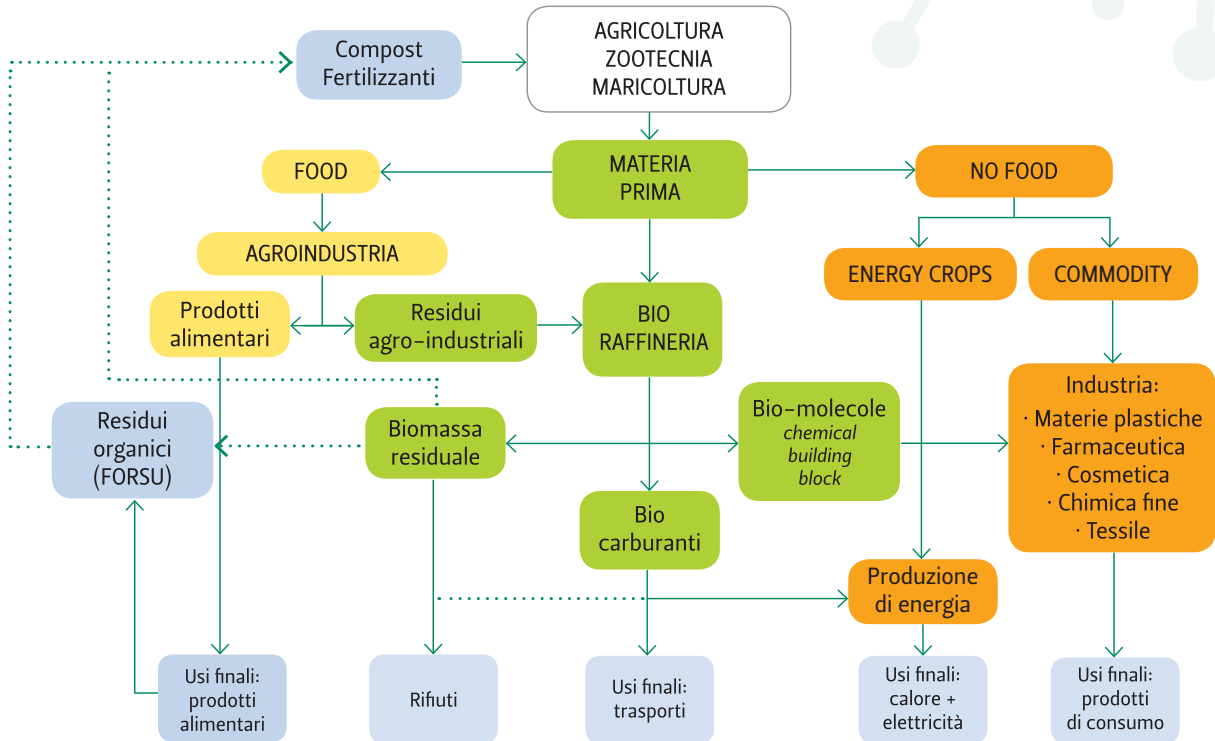 Compost
Fertilizzanti
AGRICOLTURA
ZOOTECNIA
MARICOLTURA
FOOD
MATERIA
PRIMA
NO FOOD
AGROINDUSTRIA
ENERGY CROPS
COMMODITY
Prodotti
alimentari
Residui
agro-industriali
BIO
RAFFINERIA
Residui
organici
(FORSU)
Biomassa
residuale
Bio-molecole
chemical
building
block
Industria:
· Materie plastiche
· Farmaceutica
· Cosmetica
· Chimica fine
· Tessile
Bio
carburanti
Produzione
di energia
Usi finali:
prodotti
alimentari
Rifiuti
Usi finali:
trasporti
Usi finali:
calore +
elettricità
Usi finali:
prodotti
di consumo